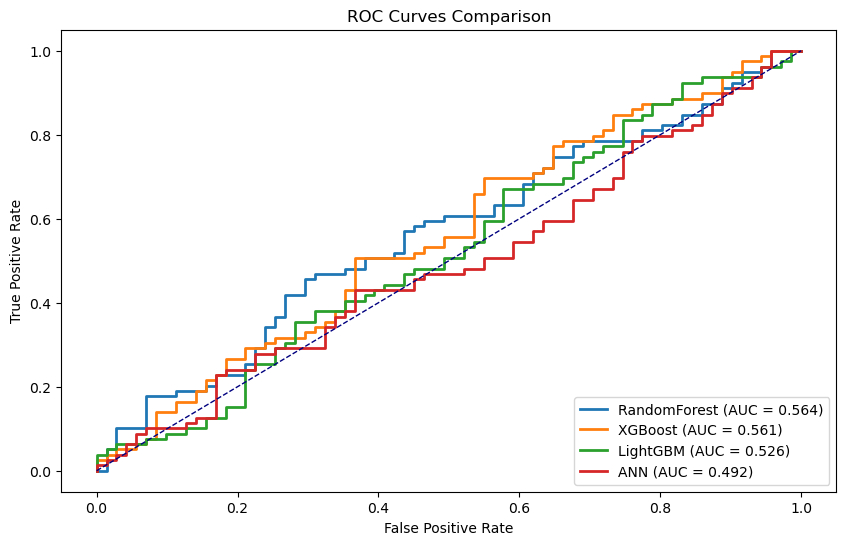 ROC Curves Comparison
True Positive Rate
1.0
0.8
0.6
0.4
0.2
0.0
RandomForest (AUC = 0.564)
XGBoost (AUC = 0.561)
LightGBM (AUC = 0.526)
ANN (AUC = 0.492)
0.0 0.2 0.4 0.6 0.8 1.0
False Positive Rate